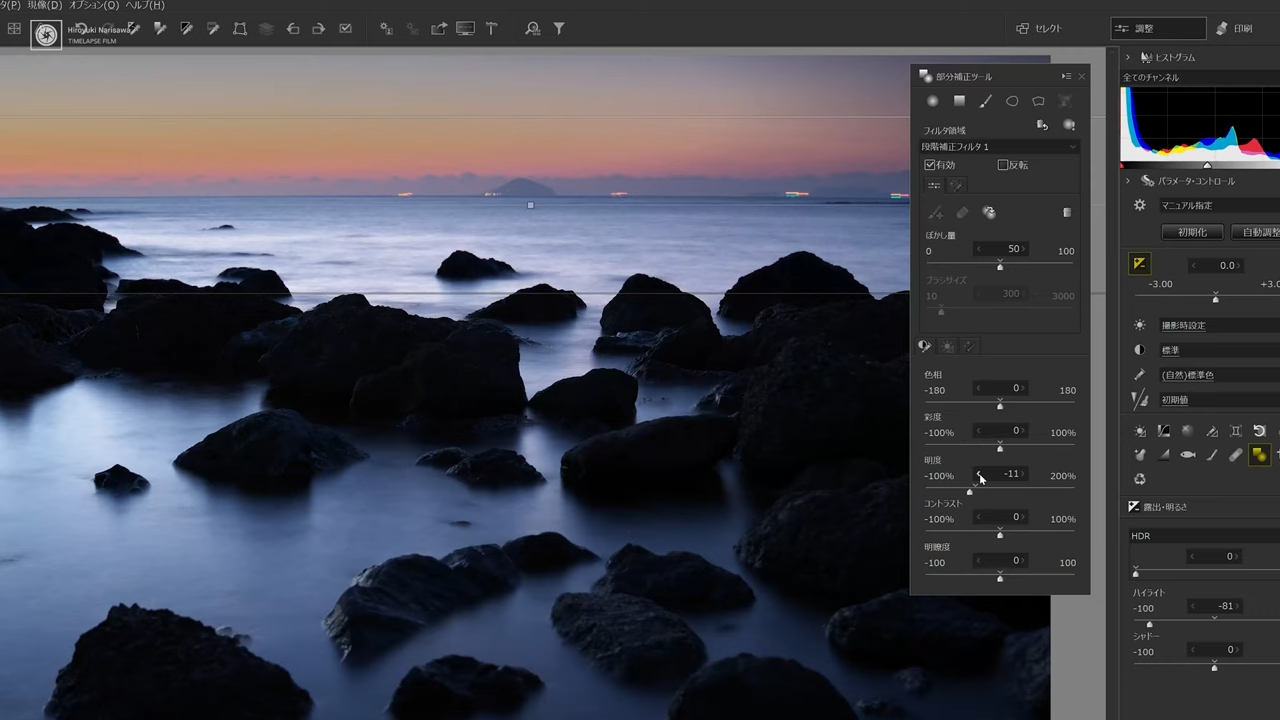 タ(P) 現像(D) オプション(O) ヘルプ(H)
Hiroyuki Narisawa
TIMELAPSE FILM
セレクト
調整
印刷
部分補正ツール
フィルタ領域
段階補正フィルタ 1
有効
反転
ぼかし量
0
50
100
ブラシサイズ
10
300
3000
色相
-180
0
180
彩度
-100%
0
100%
明度
-100%
-11
200%
コントラスト
-100%
0
100%
明瞭度
-100
0
100
ヒストグラム
全てのチャンネル
パラメータ・コントロール
マニュアル指定
初期化
自動調整
0.0
-3.00
+3.0
撮影時設定
標準
(自然)標準色
初期値
露出・明るさ
HDR
0
ハイライト
-100
-81
シャドー
-100
0